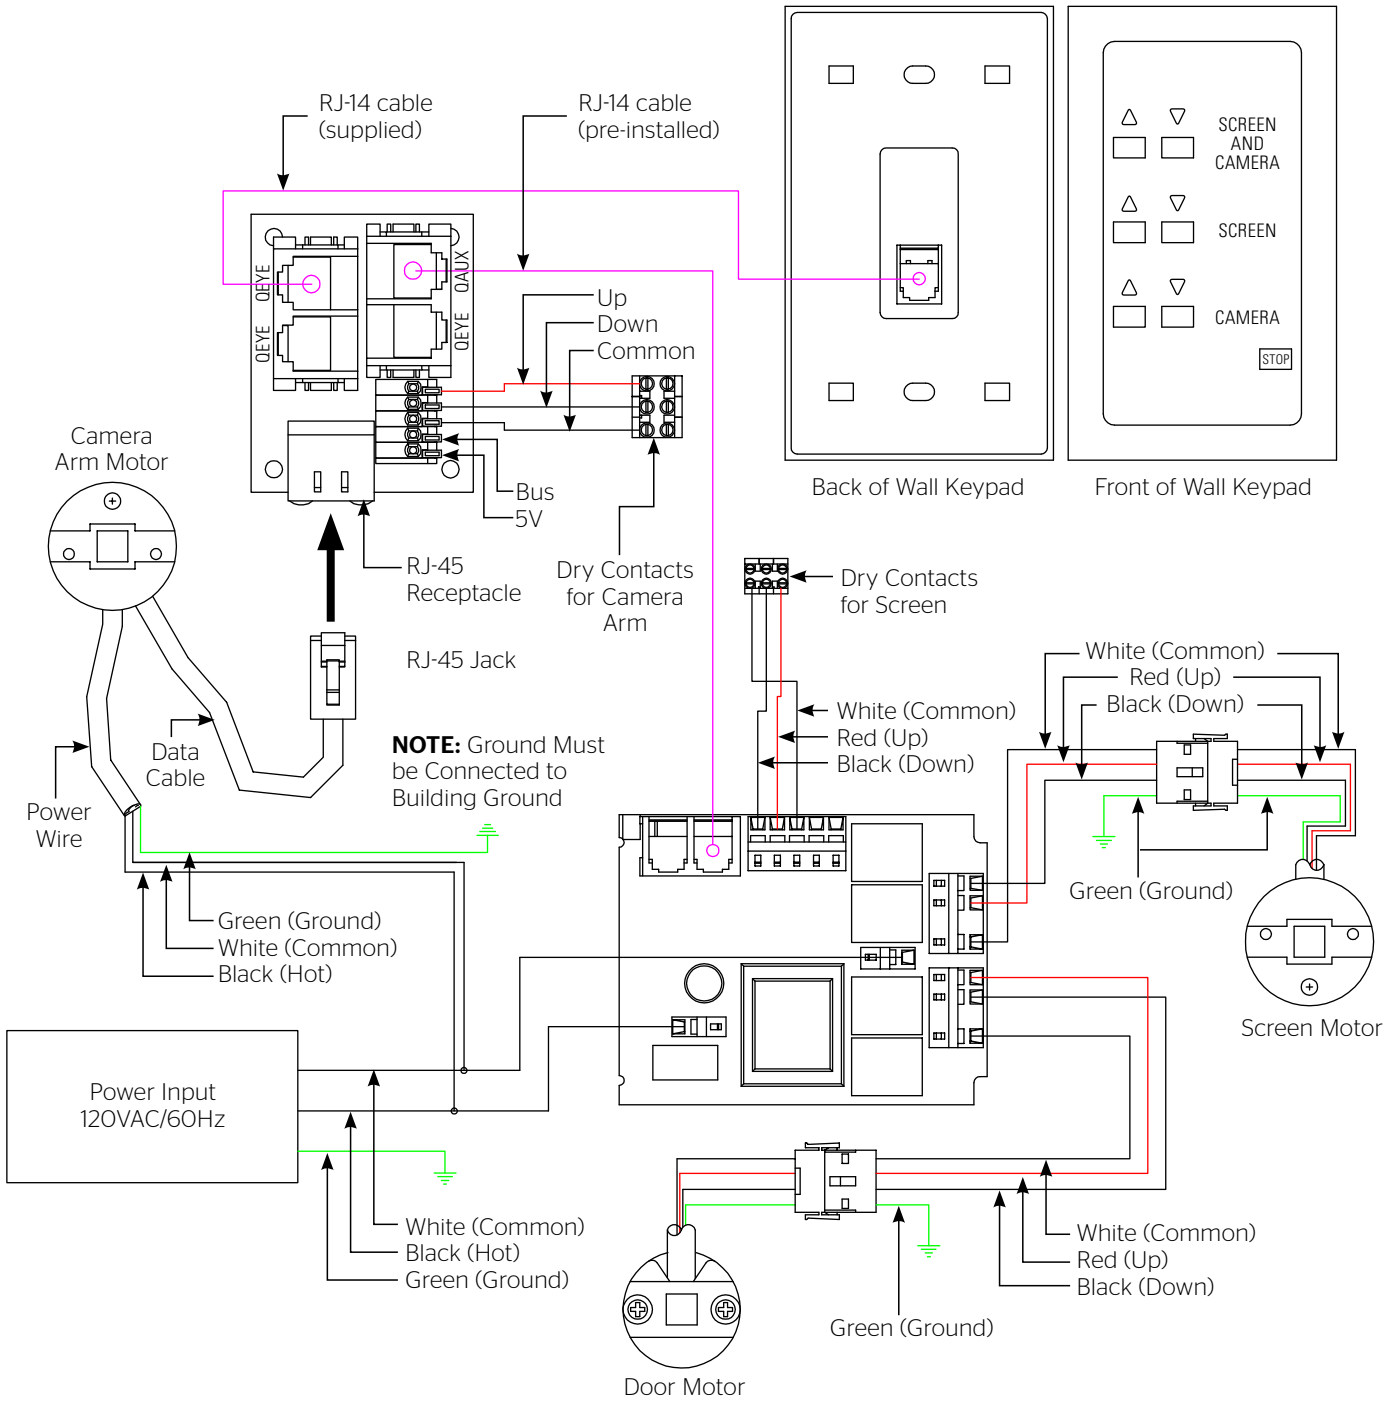 RJ-14 cable
(supplied)
RJ-14 cable
(pre-installed)
SCREEN
AND
CAMERA
SCREEN
CAMERA
STOP
QEYE
QAUX
QEYE
QEYE
Up
Down
Common
Bus
5V
Back of Wall Keypad
Front of Wall Keypad
Camera
Arm Motor
RJ-45
Receptacle
Dry Contacts
for Camera
Arm
Dry Contacts
for Screen
RJ-45 Jack
White (Common)
Red (Up)
Black (Down)
White (Common)
Red (Up)
Black (Down)
Data
Cable
NOTE: Ground Must
be Connected to
Building Ground
Power
Wire
Green (Ground)
Green (Ground)
White (Common)
Black (Hot)
Screen Motor
Power Input
120VAC/60Hz
White (Common)
Black (Hot)
Green (Ground)
White (Common)
Red (Up)
Black (Down)
Green (Ground)
Door Motor